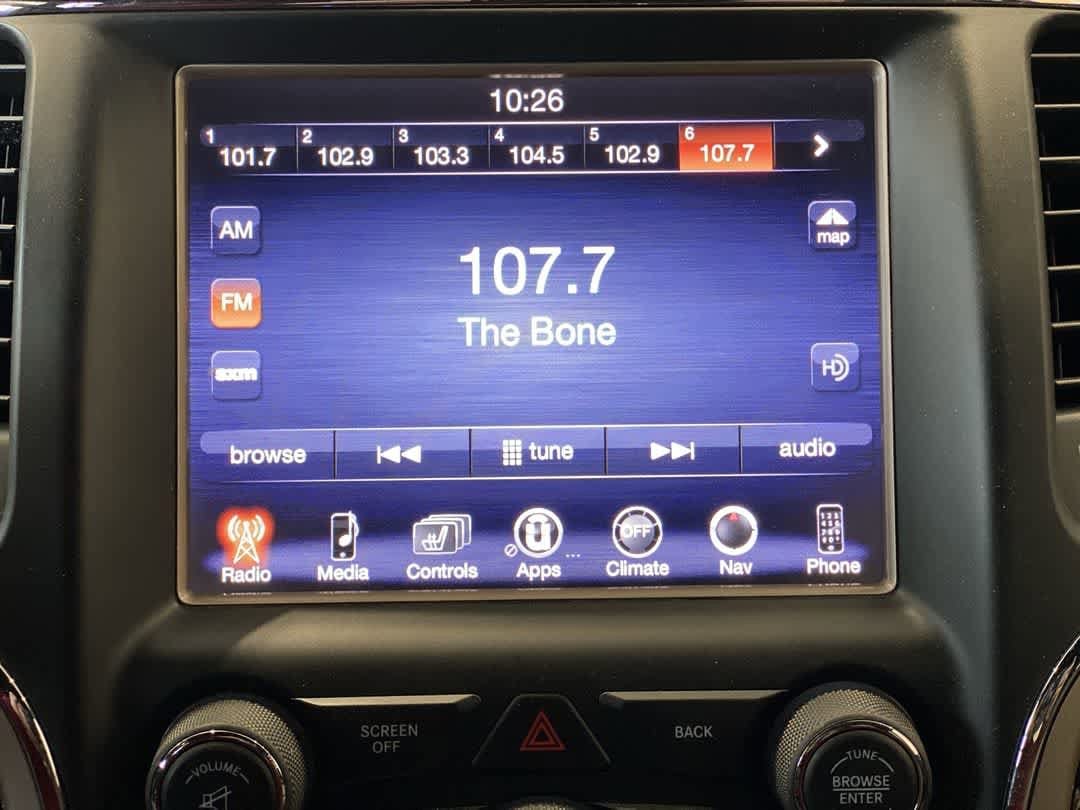 10:26
1 2 3 4 5 6
101.7 102.9 103.3 104.5 102.9 107.7
AM
map
107.7
FM
The Bone
sxm
HD
browse tune audio
OFF
Radio Media Controls Apps Climate Nav Phone
SCREEN OFF
BACK
VOLUME
TUNE
BROWSE
ENTER